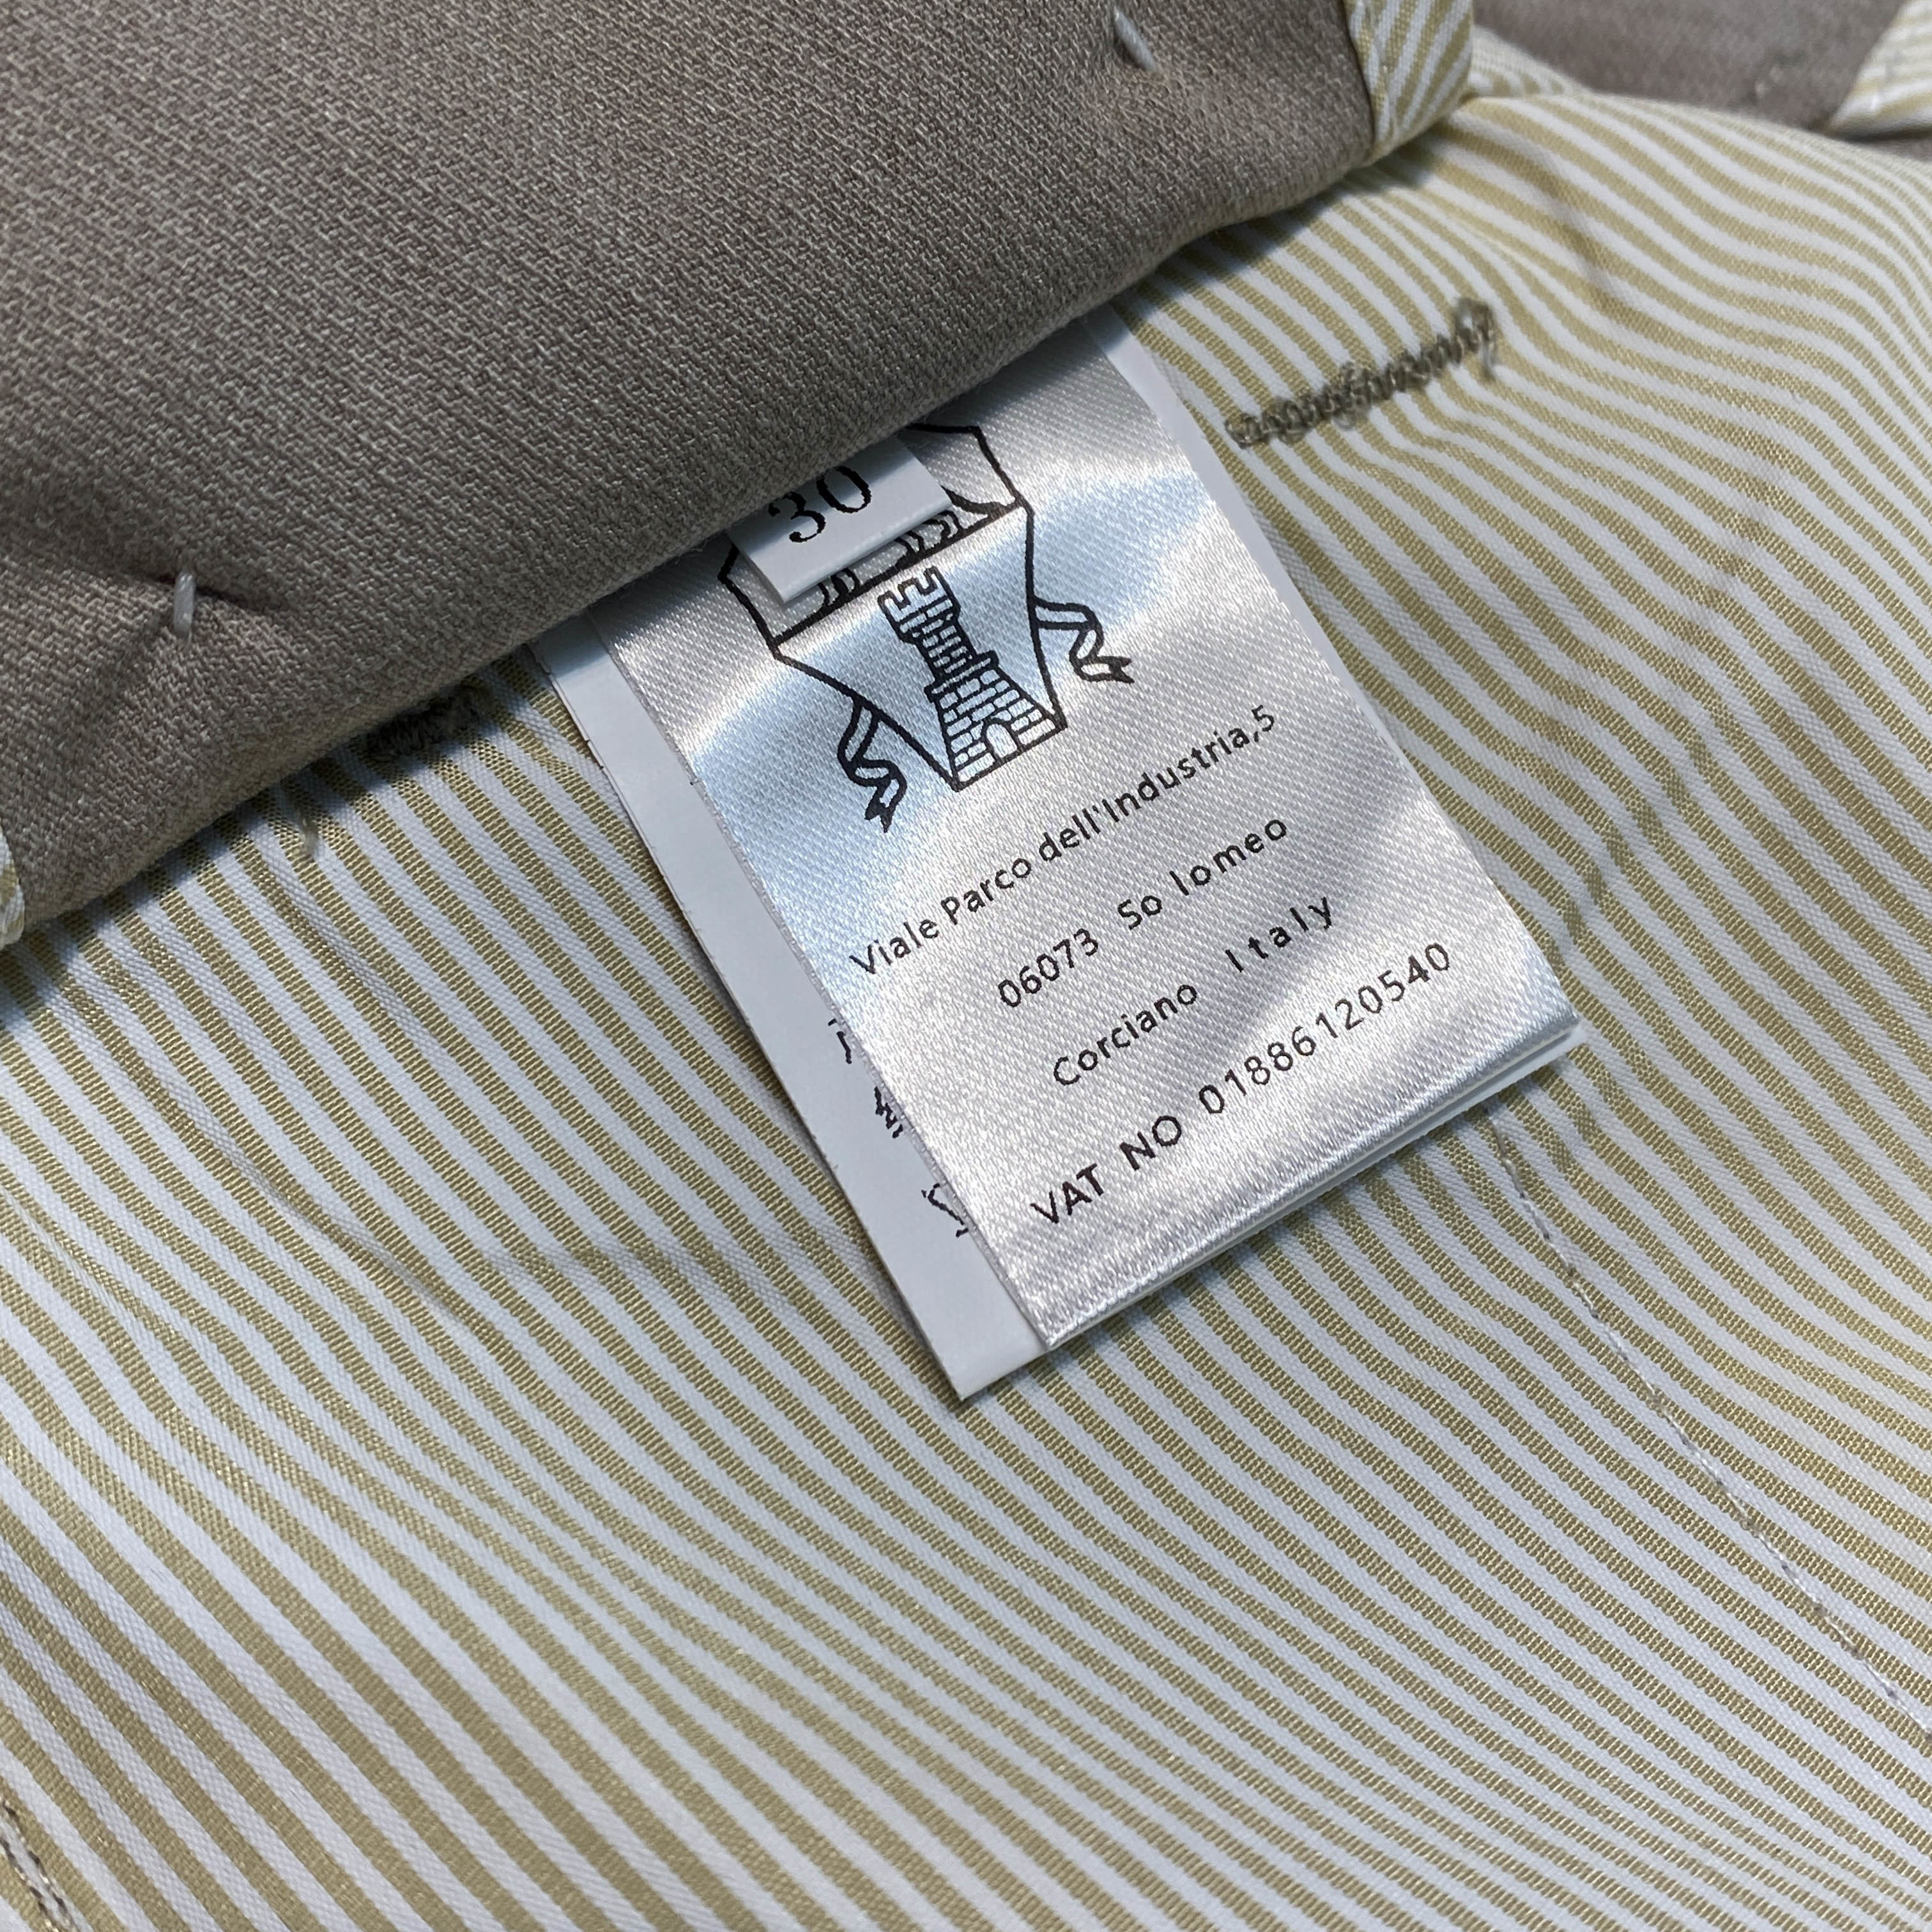 30
Viale Parco dell'Industria,5
06073 So lomeo
Corciano Italy
VAT NO 01886120540